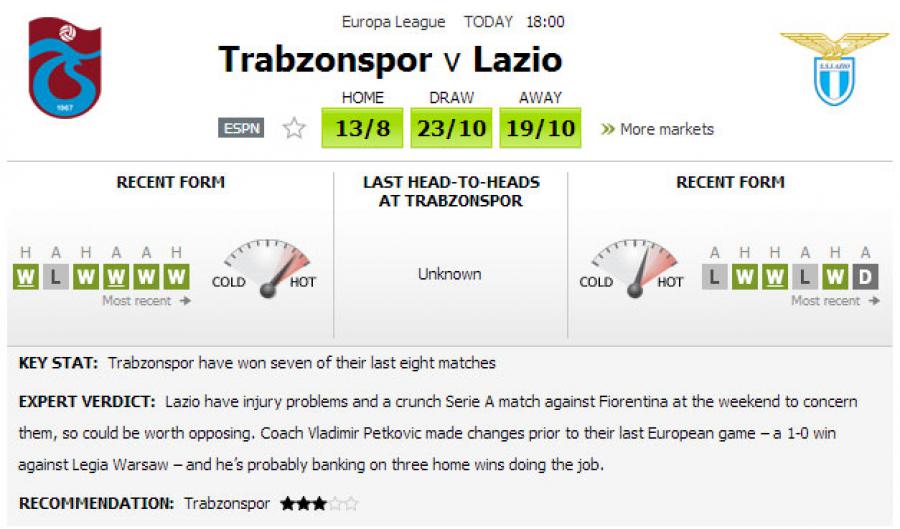 Europa League TODAY 18:00
Trabzonspor v Lazio
HOME DRAW AWAY
ESPN 13/8 23/10 19/10 » More markets
RECENT FORM
H A H A A H
W L W W W W
Most recent
COLD HOT
LAST HEAD-TO-HEADS
AT TRABZONSPOR
Unknown
RECENT FORM
COLD HOT
A H H A H A
L W W L W D
Most recent
KEY STAT: Trabzonspor have won seven of their last eight matches
EXPERT VERDICT: Lazio have injury problems and a crunch Serie A match against Fiorentina at the weekend to concern
them, so could be worth opposing. Coach Vladimir Petkovic made changes prior to their last European game – a 1-0 win
against Legia Warsaw – and he's probably banking on three home wins doing the job.
RECOMMENDATION: Trabzonspor ★★★☆☆
1967
S.S.LAZIO